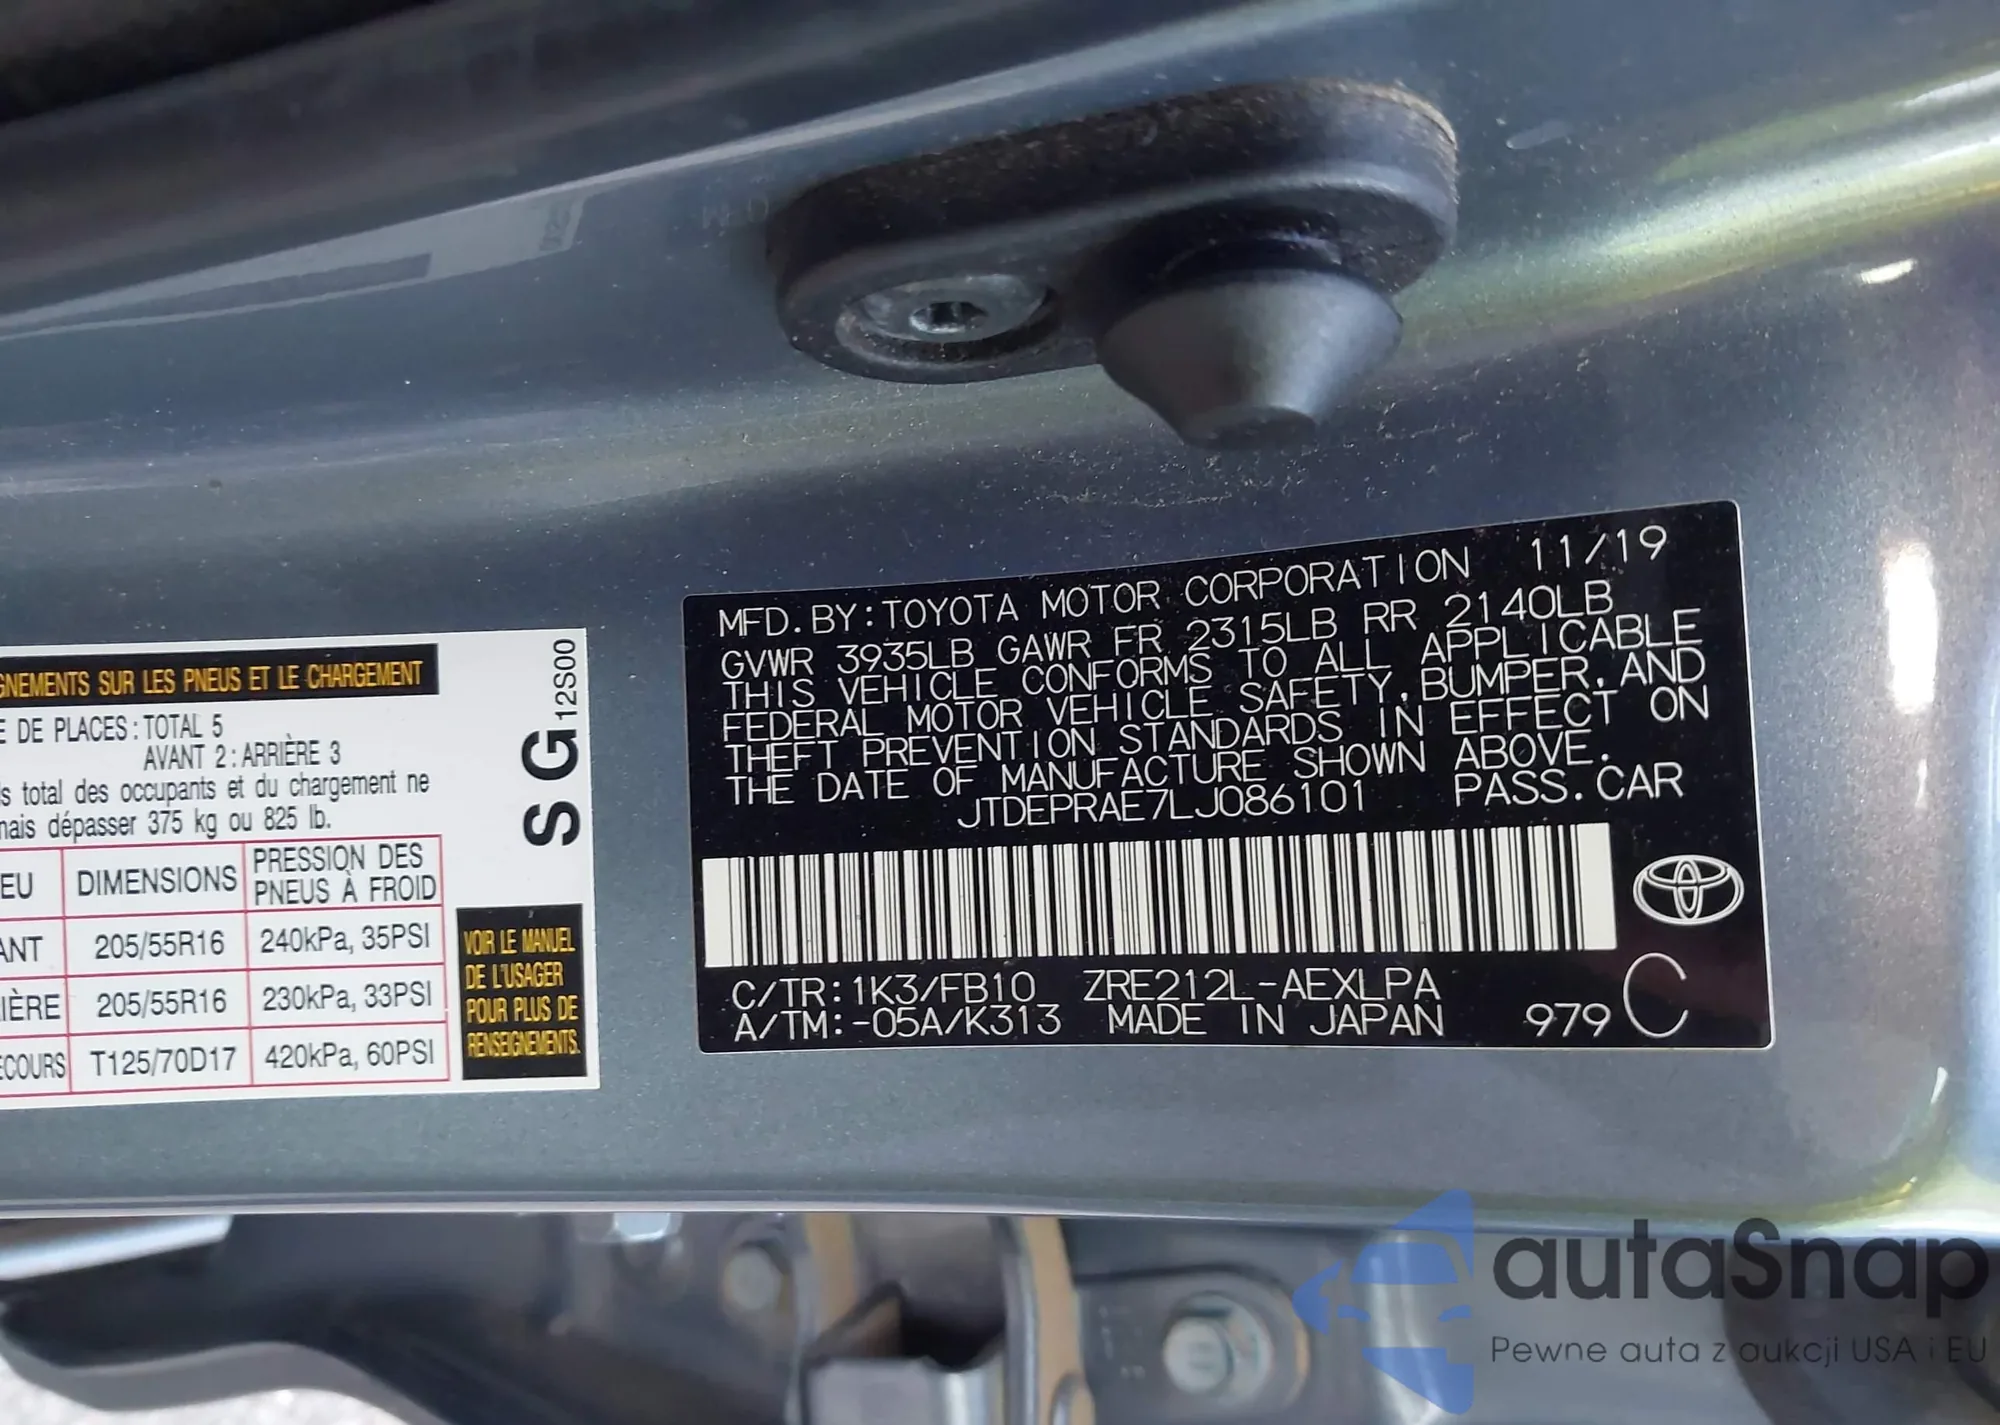 GNEMENTS SUR LES PNEUS ET LE CHARGEMENT
E DE PLACES : TOTAL 5
AVANT 2 : ARRIÈRE 3
s total des occupants et du chargement ne
mais dépasser 375 kg ou 825 lb.
EU DIMENSIONS PRESSION DES PNEUS À FROID
ANT 205/55R16 240kPa, 35PSI
IÈRE 205/55R16 230kPa, 33PSI
ECOURS T125/70D17 420kPa, 60PSI
S G12S00
VOIR LE MANUEL
DE L'USAGER
POUR PLUS DE
RENSEIGNEMENTS.
MFD. BY: TOYOTA MOTOR CORPORATION 11/19
GVWR 3935LB GAWR FR 2315LB RR 2140LB
THIS VEHICLE CONFORMS TO ALL APPLICABLE
FEDERAL MOTOR VEHICLE SAFETY, BUMPER, AND
THEFT PREVENTION STANDARDS IN EFFECT ON
THE DATE OF MANUFACTURE SHOWN ABOVE.
JTDEPRAE7LJ086101 PASS. CAR
C/TR: 1K3/FB10 ZRE212L-AEXLPA
A/TM: -05A/K313 MADE IN JAPAN 979 C
autaSnap
Pewne auta z aukcji USA i EU